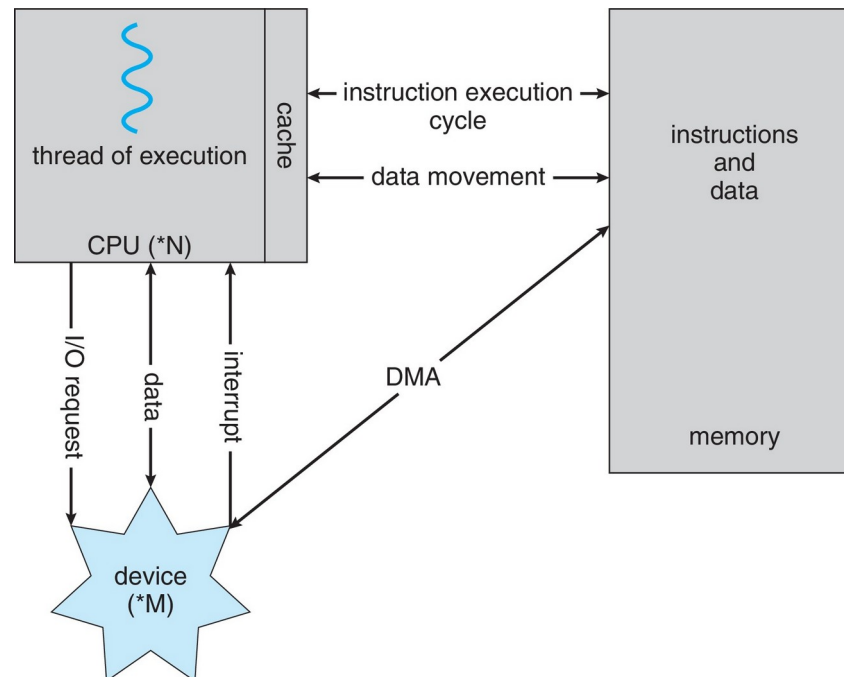 thread of execution
cache
CPU (*N)
instruction execution
cycle
data movement
instructions
and
data
memory
I/O request
data
interrupt
DMA
device
(*M)